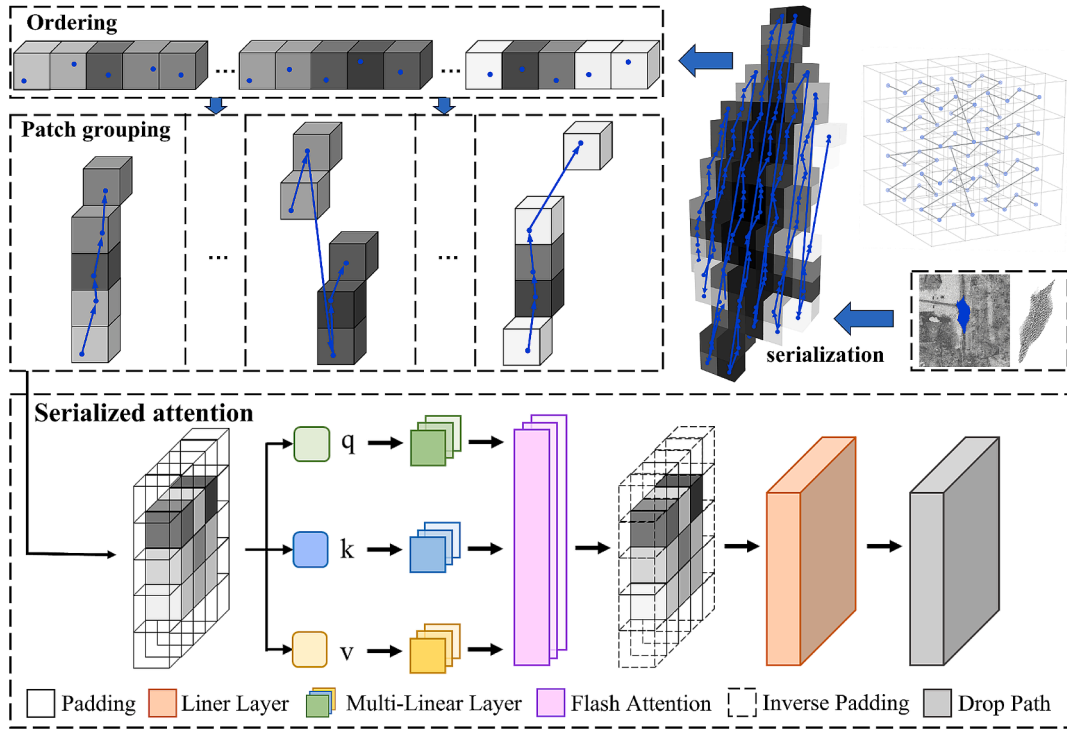 Ordering
... ...
Patch grouping
... ...
serialization
Serialized attention
q
k
v
Padding Liner Layer Multi-Linear Layer Flash Attention Inverse Padding Drop Path